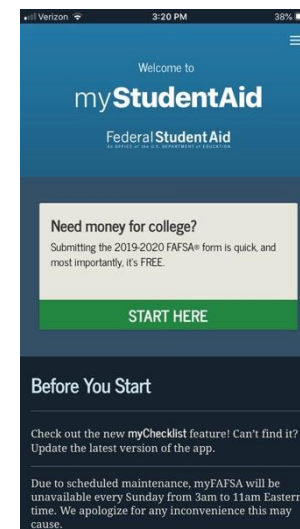 Verizon 3:20 PM 38%
Welcome to
myStudentAid
Federal Student Aid
An OFFICE of the U.S. DEPARTMENT of EDUCATION
Need money for college?
Submitting the 2019-2020 FAFSA® form is quick, and
most importantly, it's FREE.
START HERE
Before You Start
Check out the new myChecklist feature! Can't find it?
Update the latest version of the app.
Due to scheduled maintenance, myFAFSA will be
unavailable every Sunday from 3am to 11am Eastern
time. We apologize for any inconvenience this may
cause.